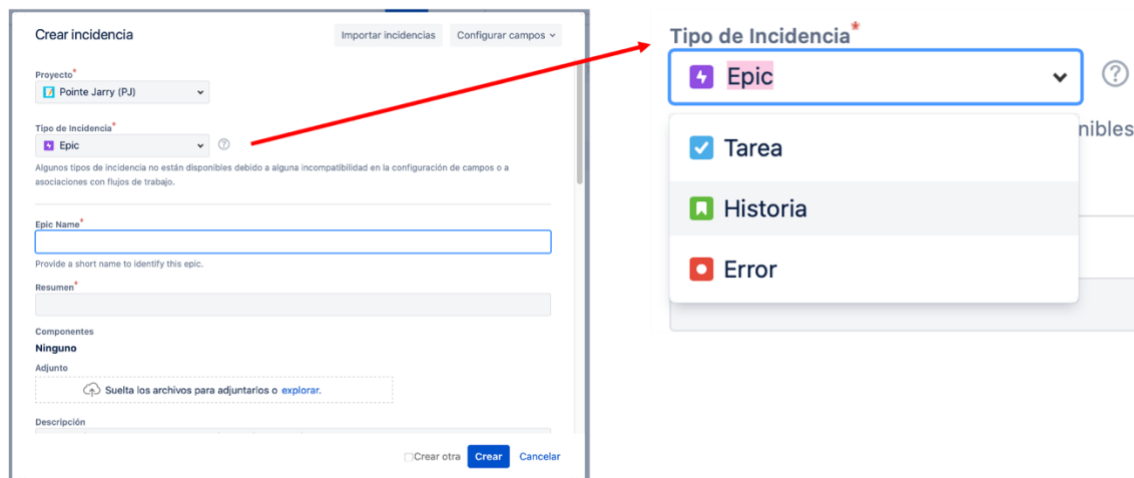 Crear incidencia
Importar incidencias
Configurar campos
Proyecto*
Pointe Jarry (PJ)
Tipo de Incidencia*
Epic
Algunos tipos de incidencia no están disponibles debido a alguna incompatibilidad en la configuración de campos o a
asociaciones con flujos de trabajo.
Epic Name*
Provide a short name to identify this epic.
Resumen*
Componentes
Ninguno
Adjunto
Suelta los archivos para adjuntarlos o explorar.
Descripción
Crear otra
Crear
Cancelar
Tipo de Incidencia*
Epic
nibles
Tarea
Historia
Error